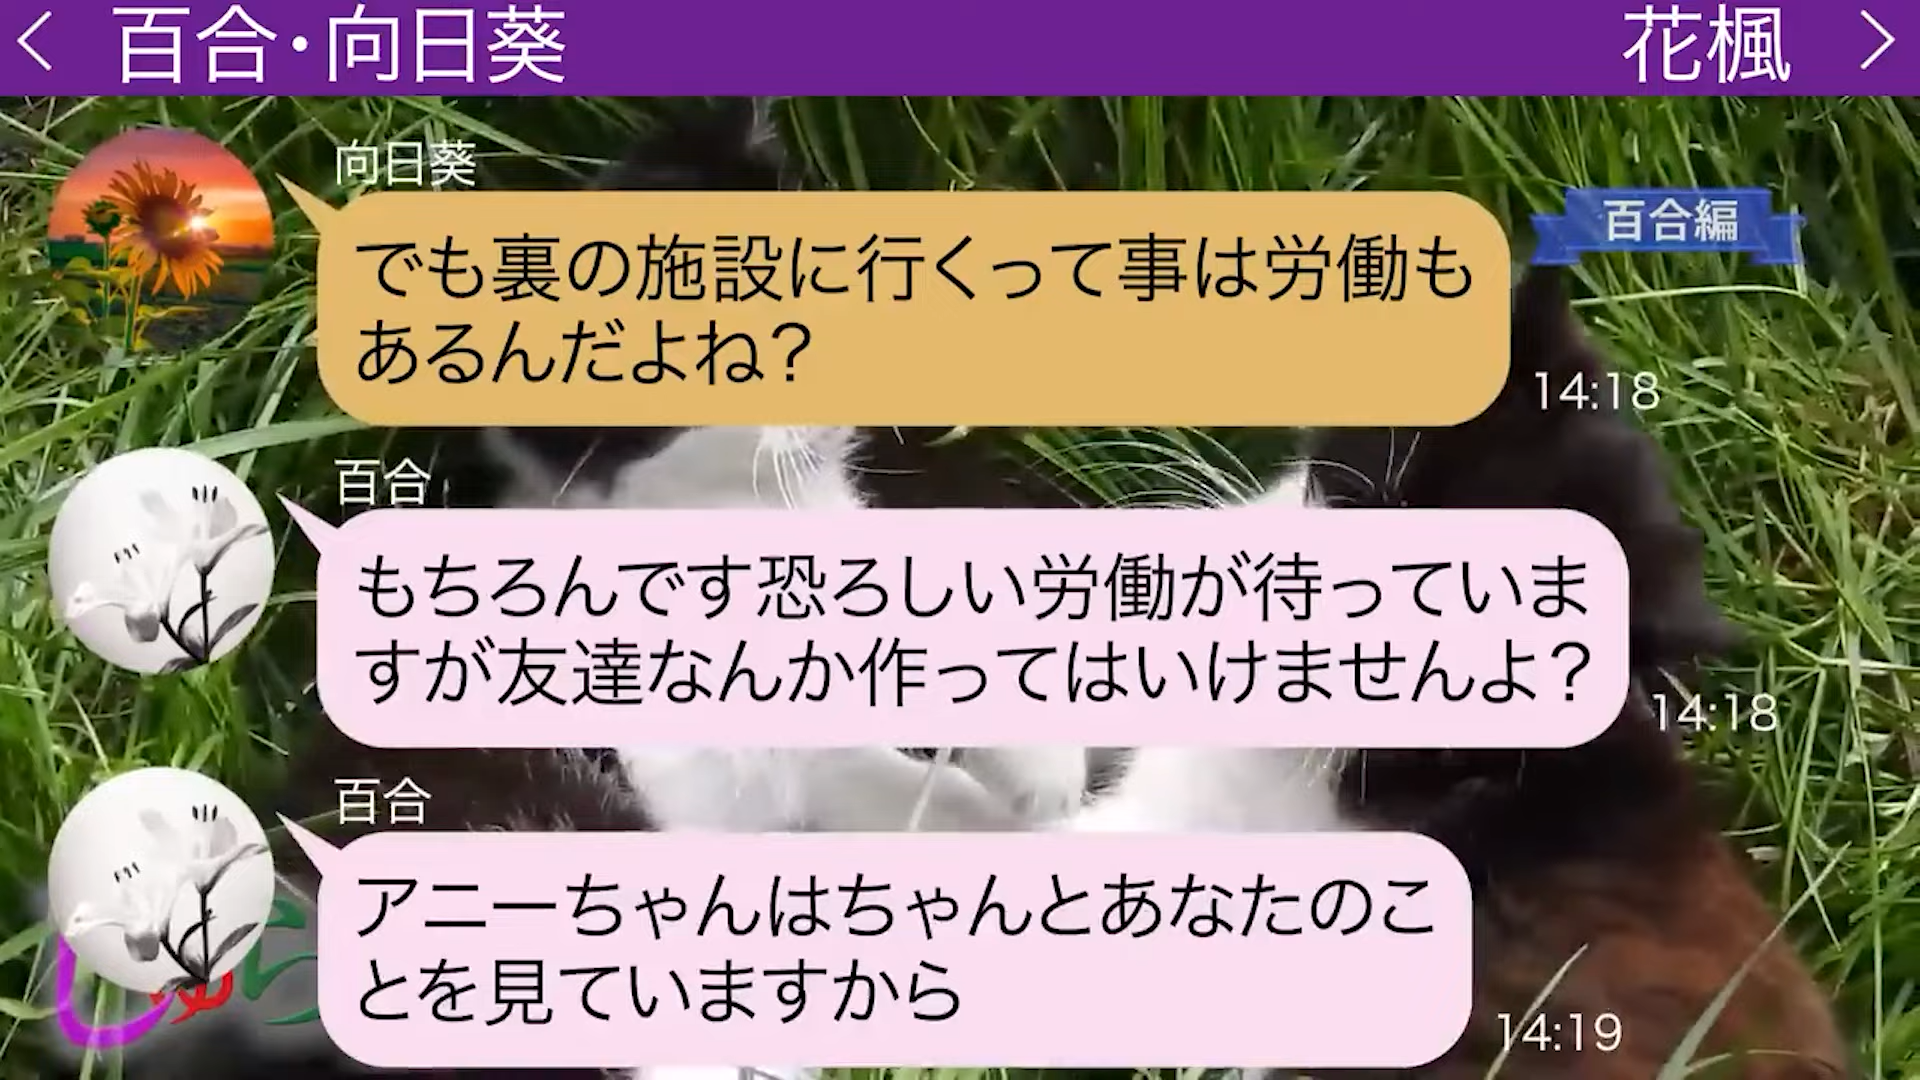 百合・向日葵
花楓
向日葵
百合編
でも裏の施設に行くって事は労働も
あるんだよね？
14:18
百合
もちろんです恐ろしい労働が待っていま
すが友達なんか作ってはいけませんよ？
14:18
百合
アニーちゃんはちゃんとあなたのこ
とを見ていますから
14:19